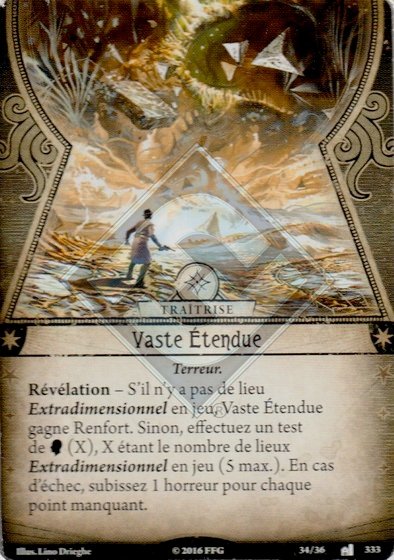 TRAÎTRISE
Vaste Étendue
Terreur.
Révélation – S'il n'y a pas de lieu
Extradimensionnel en jeu, Vaste Étendue
gagne Renfort. Sinon, effectuez un test
de (X), X étant le nombre de lieux
Extradimensionnel en jeu (5 max.). En cas
d'échec, subissez 1 horreur pour chaque
point manquant.
Illus. Lino Drieghe © 2016 FFG 34/36 333